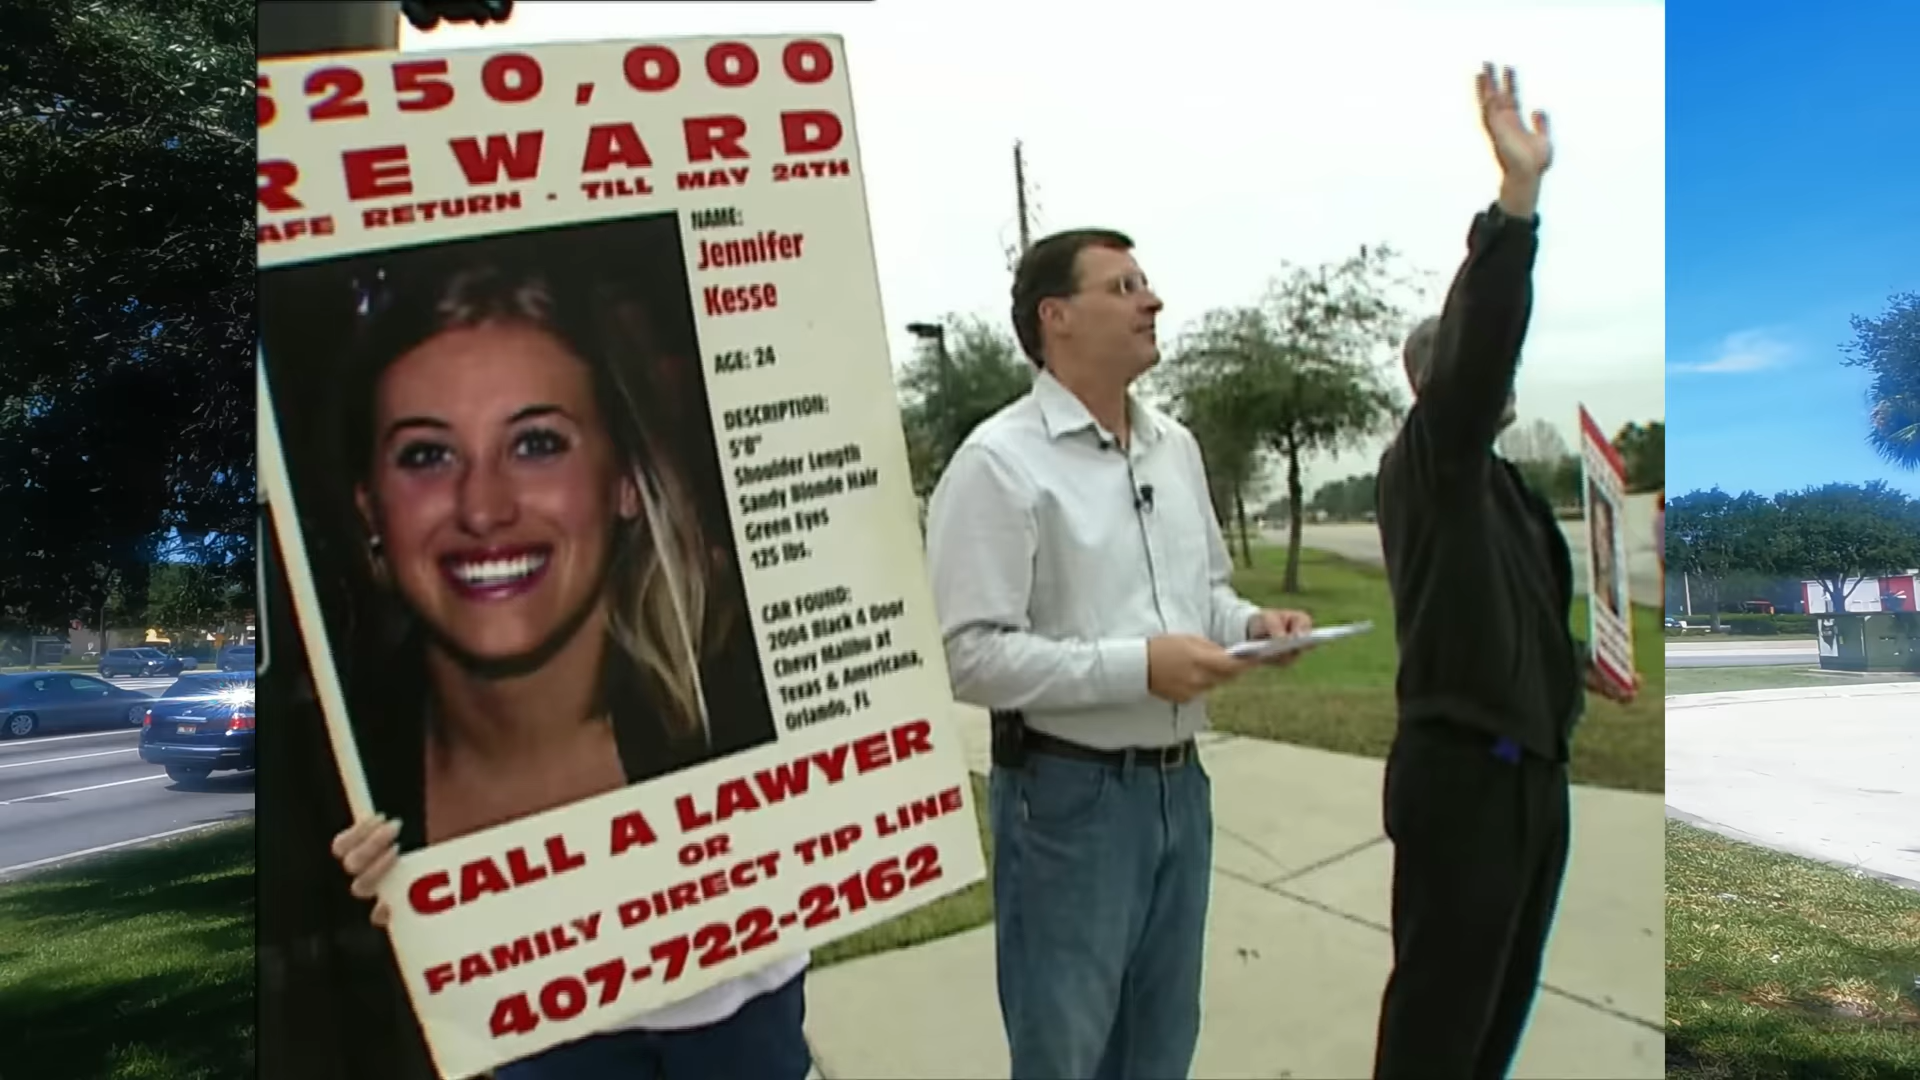 $250,000
REWARD
SAFE RETURN - TILL MAY 24TH
NAME:
Jennifer
Kesse
AGE: 24
DESCRIPTION:
5'8"
Shoulder Length
Sandy Blonde Hair
Green Eyes
125 lbs.
CAR FOUND:
2004 Black 4 Door
Chevy Malibu at
Texas & Americana,
Orlando, FL
CALL A LAWYER
OR
FAMILY DIRECT TIP LINE
407-722-2162